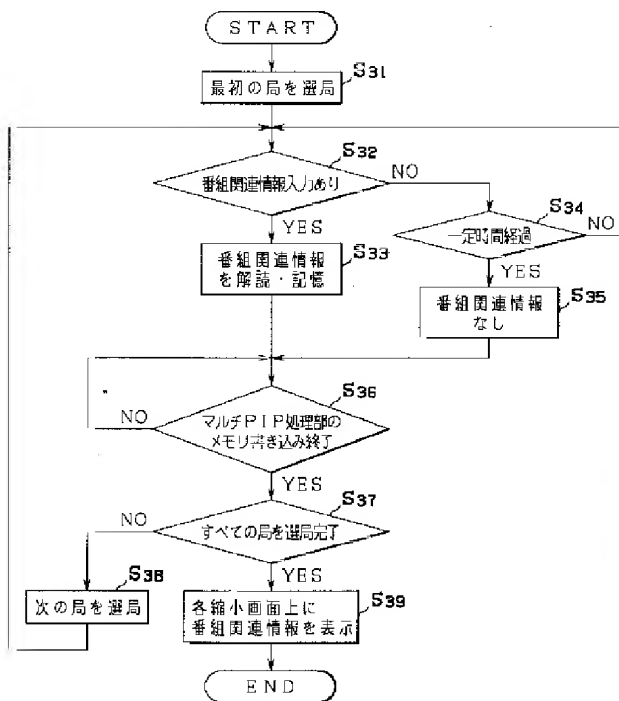 START
S31
最初の局を選局
S32
番組関連情報入力あり
NO
YES
S34
一定時間経過
NO
YES
S33
番組関連情報
を解読・記憶
S35
番組関連情報
なし
S36
マルチPIP処理部の
メモリ書き込み終了
NO
YES
S37
すべての局を選局完了
NO
YES
S38
次の局を選局
S39
各縮小画面上に
番組関連情報を表示
END